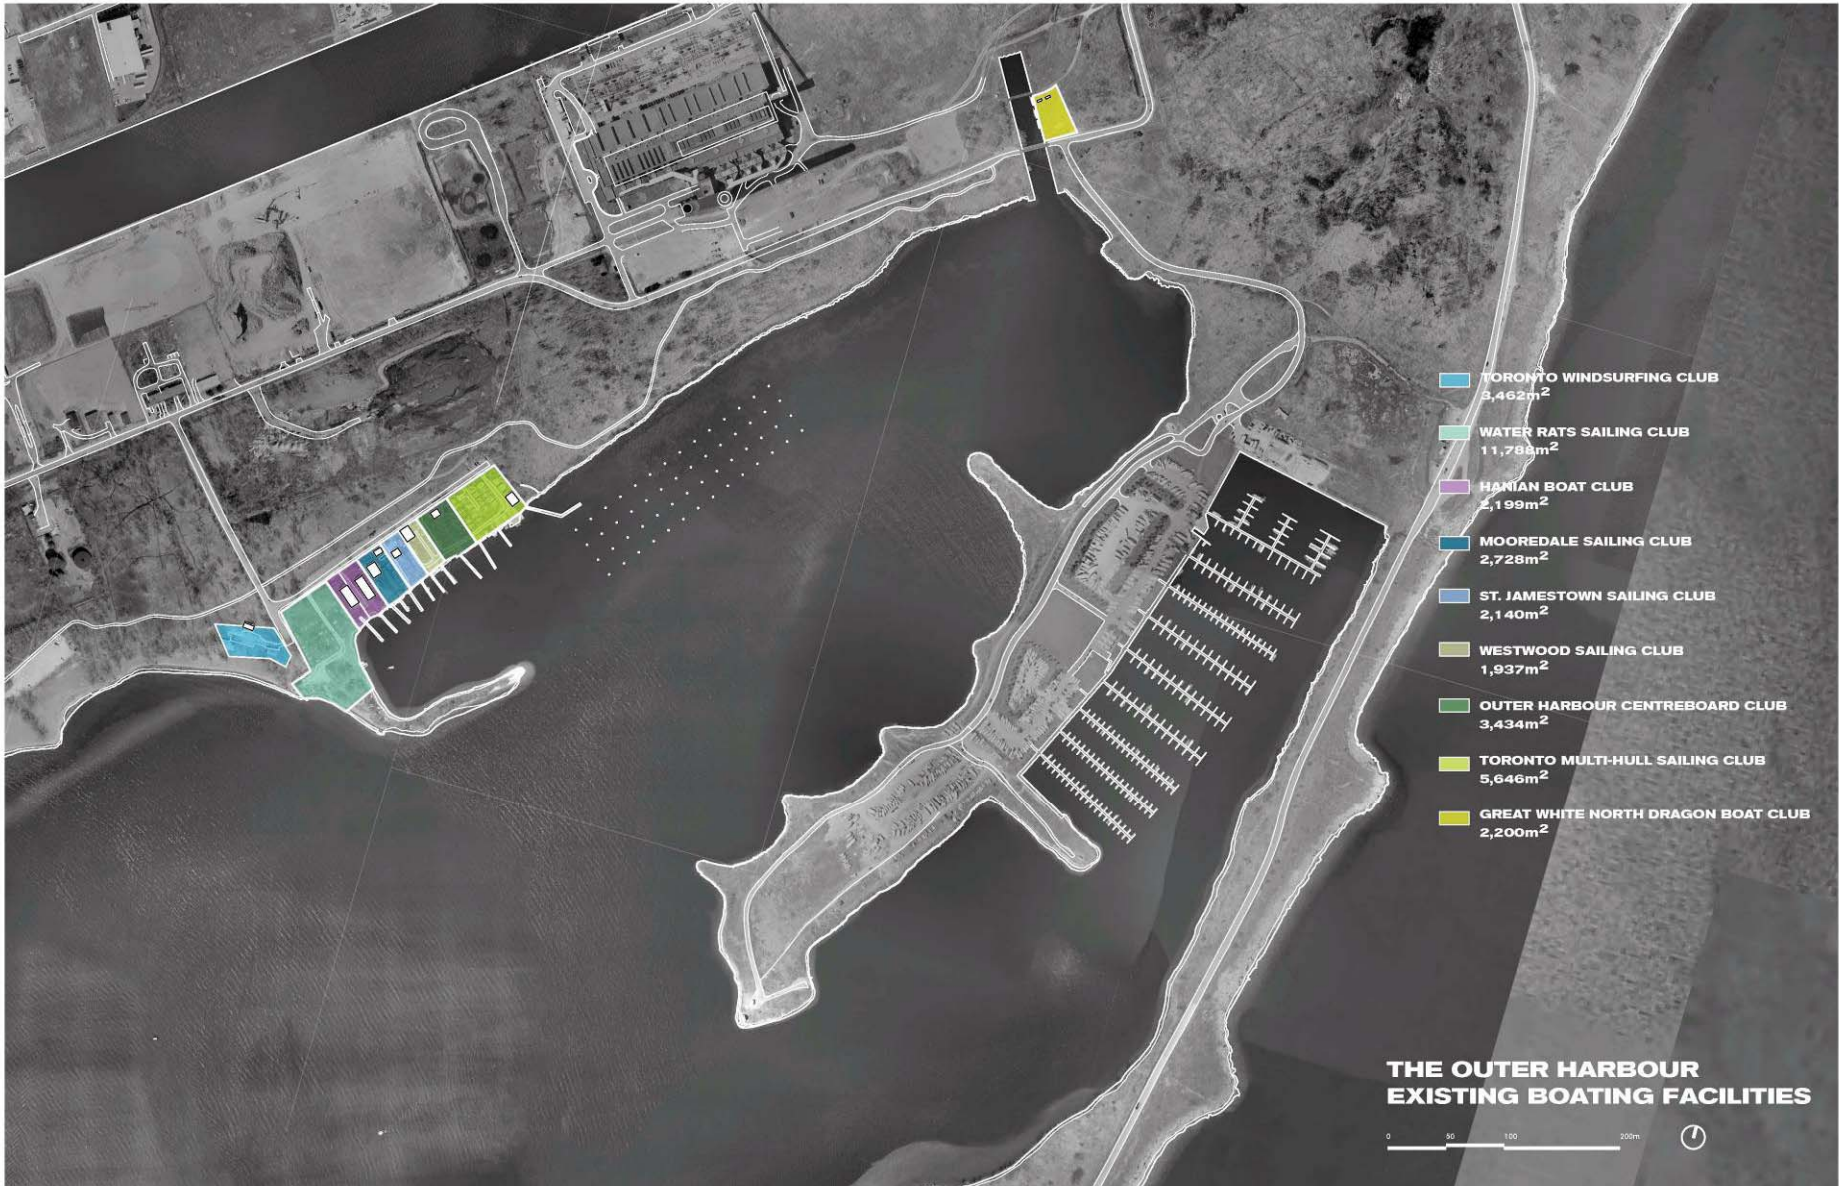 TORONTO WINDSURFING CLUB
3,462m²
WATER RATS SAILING CLUB
11,788m²
HANIAN BOAT CLUB
2,199m²
MOOREDALE SAILING CLUB
2,728m²
ST. JAMESTOWN SAILING CLUB
2,140m²
WESTWOOD SAILING CLUB
1,937m²
OUTER HARBOUR CENTREBOARD CLUB
3,434m²
TORONTO MULTI-HULL SAILING CLUB
5,646m²
GREAT WHITE NORTH DRAGON BOAT CLUB
2,200m²
THE OUTER HARBOUR
EXISTING BOATING FACILITIES
0 50 100 200m